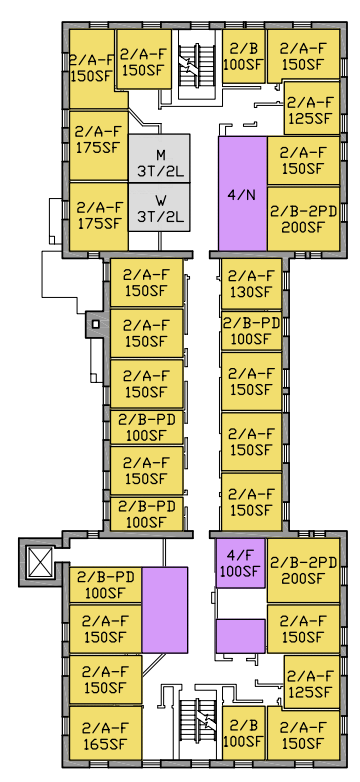 2/A-F
150SF
2/A-F
150SF
2/B
100SF
2/A-F
150SF
2/A-F
125SF
2/A-F
175SF
M
3T/2L
2/A-F
150SF
4/N
2/A-F
175SF
W
3T/2L
2/B-2PD
200SF
2/A-F
150SF
2/A-F
130SF
2/A-F
150SF
2/B-PD
100SF
2/A-F
150SF
2/A-F
150SF
2/B-PD
100SF
2/A-F
150SF
2/A-F
150SF
2/A-F
150SF
2/B-PD
100SF
4/F
100SF
2/B-2PD
200SF
2/B-PD
100SF
2/A-F
150SF
2/A-F
150SF
2/A-F
150SF
2/A-F
125SF
2/A-F
165SF
2/B
100SF
2/A-F
150SF